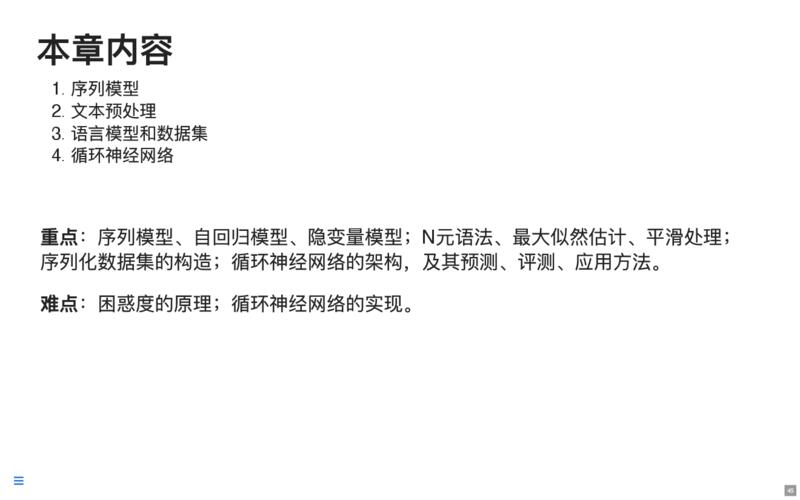 本章内容
1. 序列模型
2. 文本预处理
3. 语言模型和数据集
4. 循环神经网络
重点：序列模型、自回归模型、隐变量模型；N元语法、最大似然估计、平滑处理；
序列化数据集的构造；循环神经网络的架构，及其预测、评测、应用方法。
难点：困惑度的原理；循环神经网络的实现。